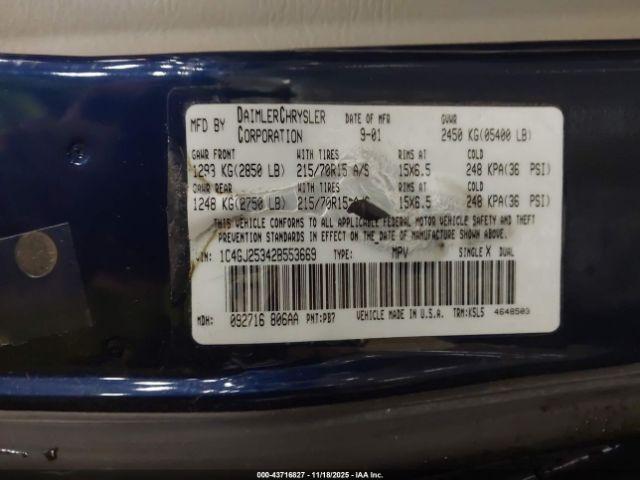 MFD BY DAIMLERCHRYSLER CORPORATION DATE OF MFR 9-01 GVWR 2450 KG(05400 LB)
GAWR FRONT WITH TIRES RIMS AT COLD
1293 KG(2850 LB) 215/70R15 A/S 15X6.5 248 KPA(36 PSI)
GAWR REAR WITH TIRES RIMS AT COLD
1248 KG(2750 LB) 215/70R15 A/S 15X6.5 248 KPA(36 PSI)
THIS VEHICLE CONFORMS TO ALL APPLICABLE FEDERAL MOTOR VEHICLE SAFETY AND THEFT
PREVENTION STANDARDS IN EFFECT ON THE DATE OF MANUFACTURE SHOWN ABOVE.
VIN: 1C4GJ25342B553669 TYPE: MPV SINGLE X DUAL
MDH: 092716 806AA PNT:PB7 VEHICLE MADE IN U.S.A. TRM:K5L5 4648503
000-43716827 - 11/18/2025 - IAA Inc.